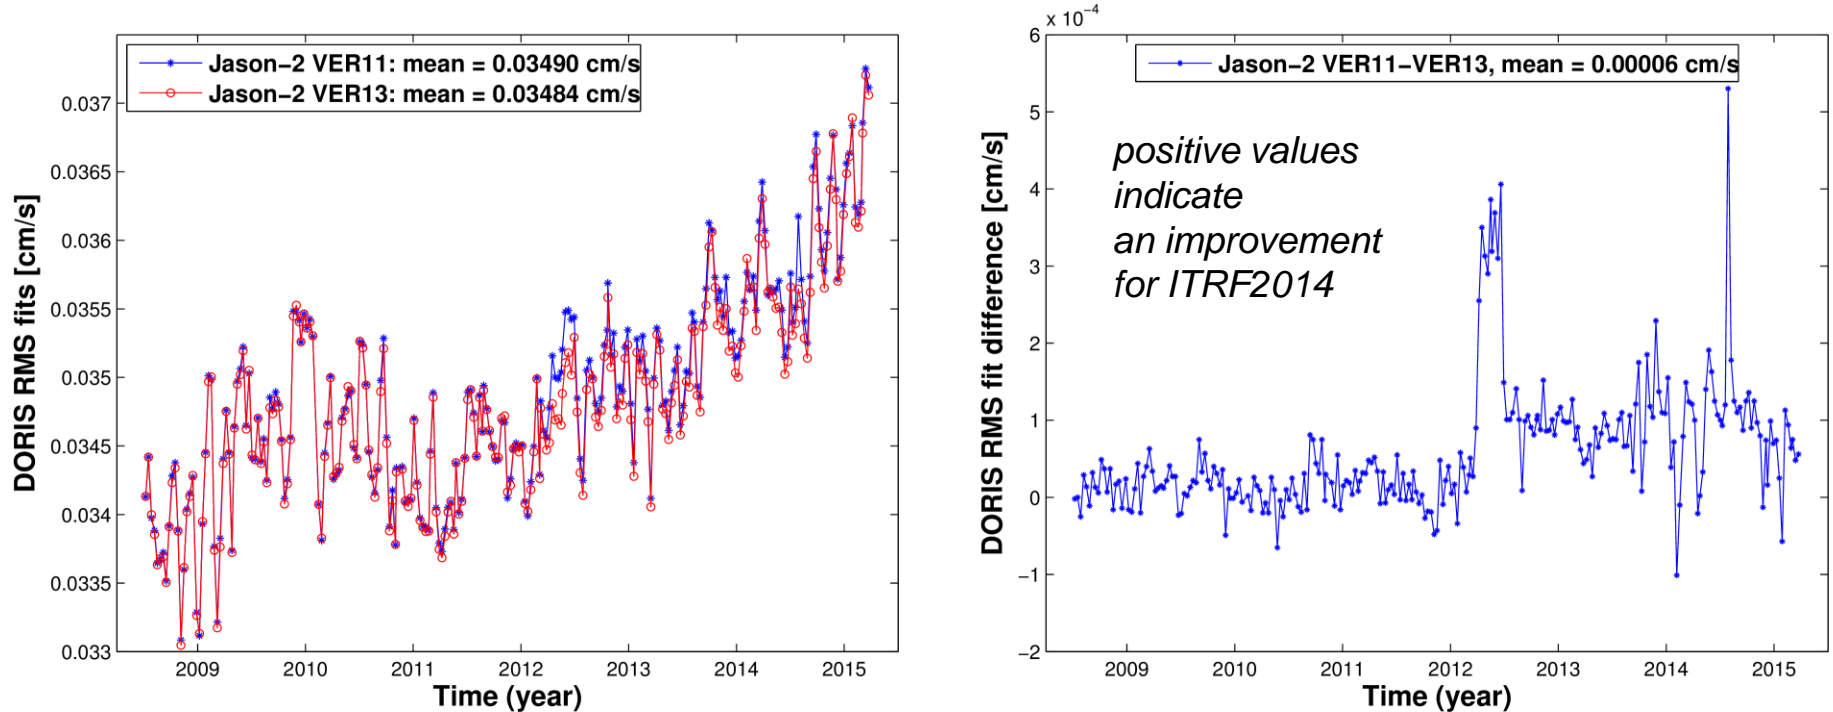 Jason-2 VER11: mean = 0.03490 cm/s
Jason-2 VER13: mean = 0.03484 cm/s
DORIS RMS fits [cm/s]
0.037
0.0365
0.036
0.0355
0.035
0.0345
0.034
0.0335
0.033
2009 2010 2011 2012 2013 2014 2015
Time (year)
x 10⁻⁴
Jason-2 VER11-VER13, mean = 0.00006 cm/s
positive values
indicate
an improvement
for ITRF2014
DORIS RMS fit difference [cm/s]
6
5
4
3
2
1
0
−1
−2
2009 2010 2011 2012 2013 2014 2015
Time (year)